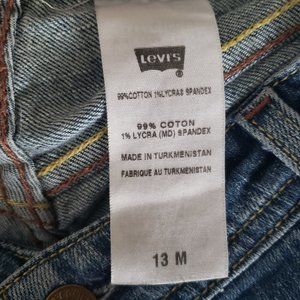 Levi's
®
99%COTTON 1%LYCRA® SPANDEX
99% COTON
1% LYCRA (MD) SPANDEX
MADE IN TURKMENISTAN
FABRIQUE AU TURKMENISTAN
13 M